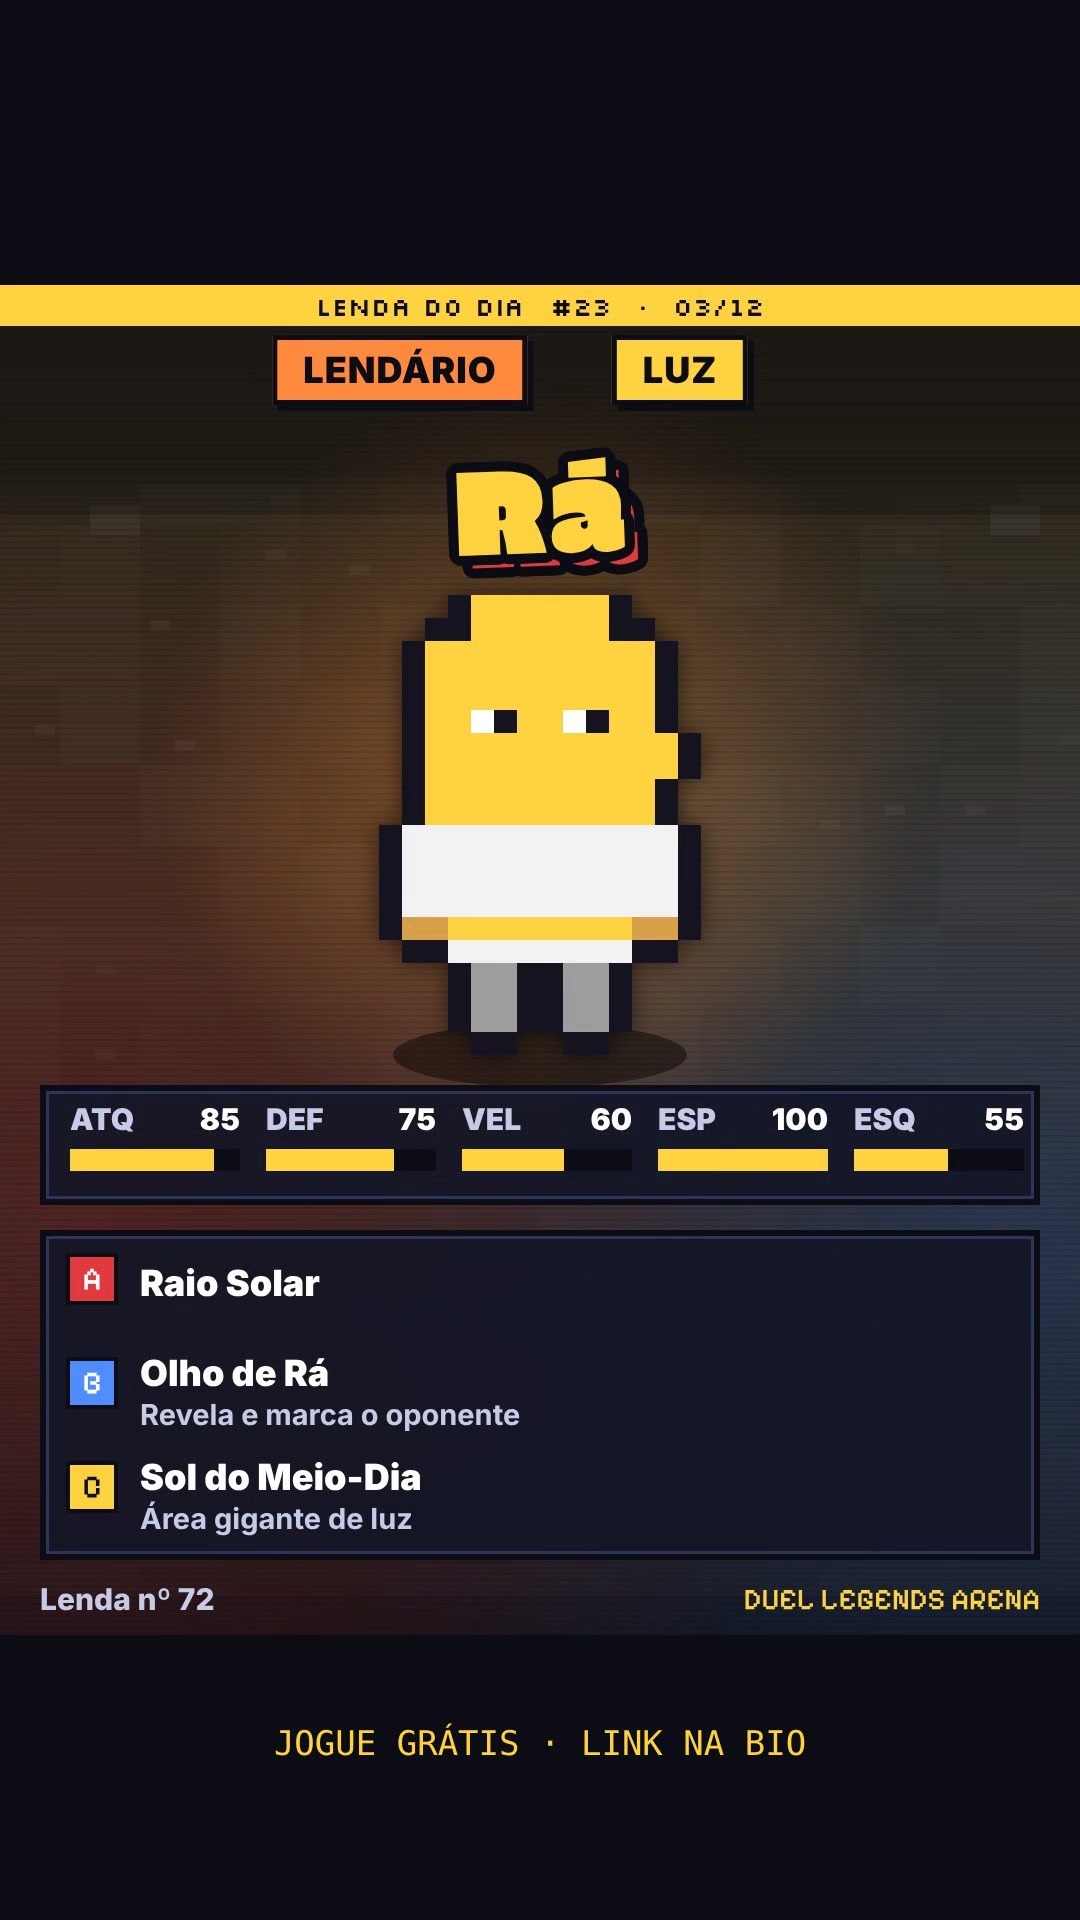 LENDA DO DIA #23 · 03/12
LENDÁRIO LUZ
Rá
ATQ 85 DEF 75 VEL 60 ESP 100 ESQ 55
A Raio Solar
B Olho de Rá
Revela e marca o oponente
C Sol do Meio-Dia
Área gigante de luz
Lenda nº 72 DUEL LEGENDS ARENA
JOGUE GRÁTIS · LINK NA BIO